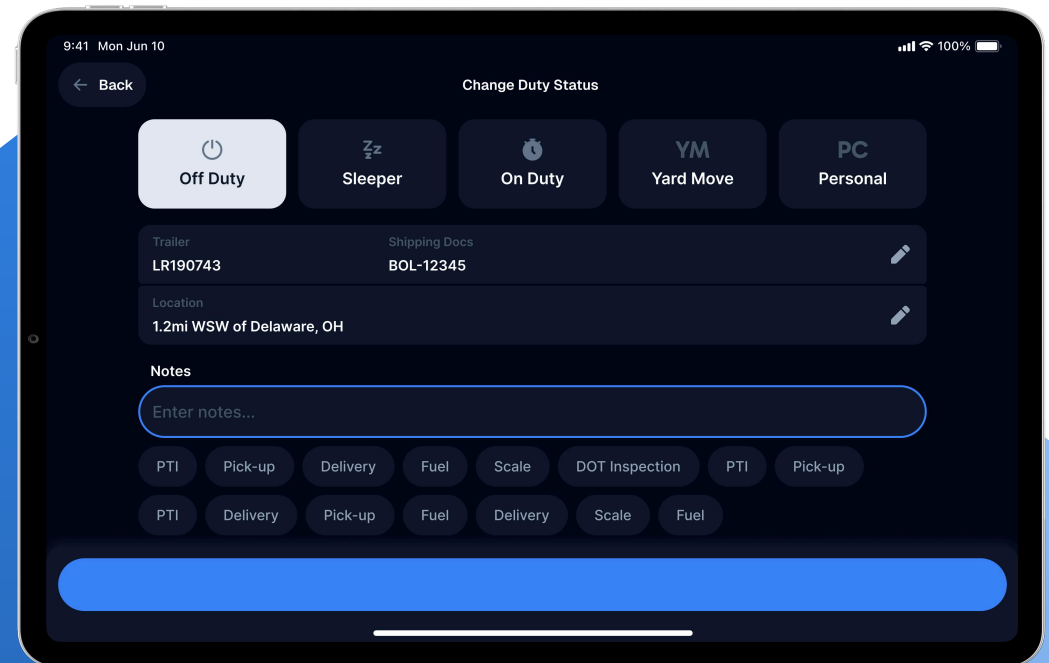 9:41 Mon Jun 10 100%
Back Change Duty Status
zzz YM PC
Off Duty Sleeper On Duty Yard Move Personal
Trailer Shipping Docs
LR190743 BOL-12345
Location
1.2mi WSW of Delaware, OH
Notes
Enter notes...
PTI Pick-up Delivery Fuel Scale DOT Inspection PTI Pick-up
PTI Delivery Pick-up Fuel Delivery Scale Fuel